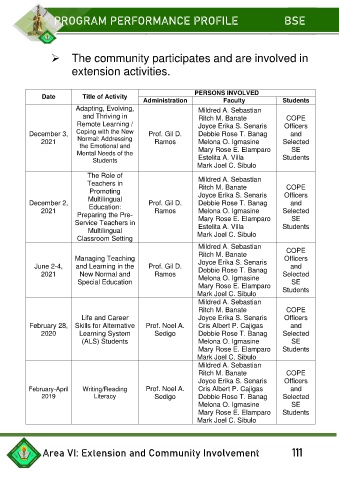 PROGRAM PERFORMANCE PROFILE BSE
➢ The community participates and are involved in
extension activities.
Date
Title of Activity
PERSONS INVOLVED
Administration
Faculty
Students
December 3,
2021
Adapting, Evolving,
and Thriving in
Remote Learning /
Coping with the New
Normal: Addressing
the Emotional and
Mental Needs of the
Students
Prof. Gil D.
Ramos
Mildred A. Sebastian
Ritch M. Banate
Joyce Erika S. Senaris
Debbie Rose T. Banag
Melona O. Igmasine
Mary Rose E. Elamparo
Estelita A. Villa
Mark Joel C. Sibulo
COPE
Officers
and
Selected
SE
Students
December 2,
2021
The Role of
Teachers in
Promoting
Multilingual
Education:
Preparing the Pre-
Service Teachers in
Multilingual
Classroom Setting
Prof. Gil D.
Ramos
Mildred A. Sebastian
Ritch M. Banate
Joyce Erika S. Senaris
Debbie Rose T. Banag
Melona O. Igmasine
Mary Rose E. Elamparo
Estelita A. Villa
Mark Joel C. Sibulo
COPE
Officers
and
Selected
SE
Students
June 2-4,
2021
Managing Teaching
and Learning in the
New Normal and
Special Education
Prof. Gil D.
Ramos
Mildred A. Sebastian
Ritch M. Banate
Joyce Erika S. Senaris
Debbie Rose T. Banag
Melona O. Igmasine
Mary Rose E. Elamparo
Mark Joel C. Sibulo
COPE
Officers
and
Selected
SE
Students
February 28,
2020
Life and Career
Skills for Alternative
Learning System
(ALS) Students
Prof. Noel A.
Sedigo
Mildred A. Sebastian
Ritch M. Banate
Joyce Erika S. Senaris
Cris Albert P. Cajigas
Debbie Rose T. Banag
Melona O. Igmasine
Mary Rose E. Elamparo
Mark Joel C. Sibulo
COPE
Officers
and
Selected
SE
Students
February-April
2019
Writing/Reading
Literacy
Prof. Noel A.
Sedigo
Mildred A. Sebastian
Ritch M. Banate
Joyce Erika S. Senaris
Cris Albert P. Cajigas
Debbie Rose T. Banag
Melona O. Igmasine
Mary Rose E. Elamparo
Mark Joel C. Sibulo
COPE
Officers
and
Selected
SE
Students
Area VI: Extension and Community Involvement 111